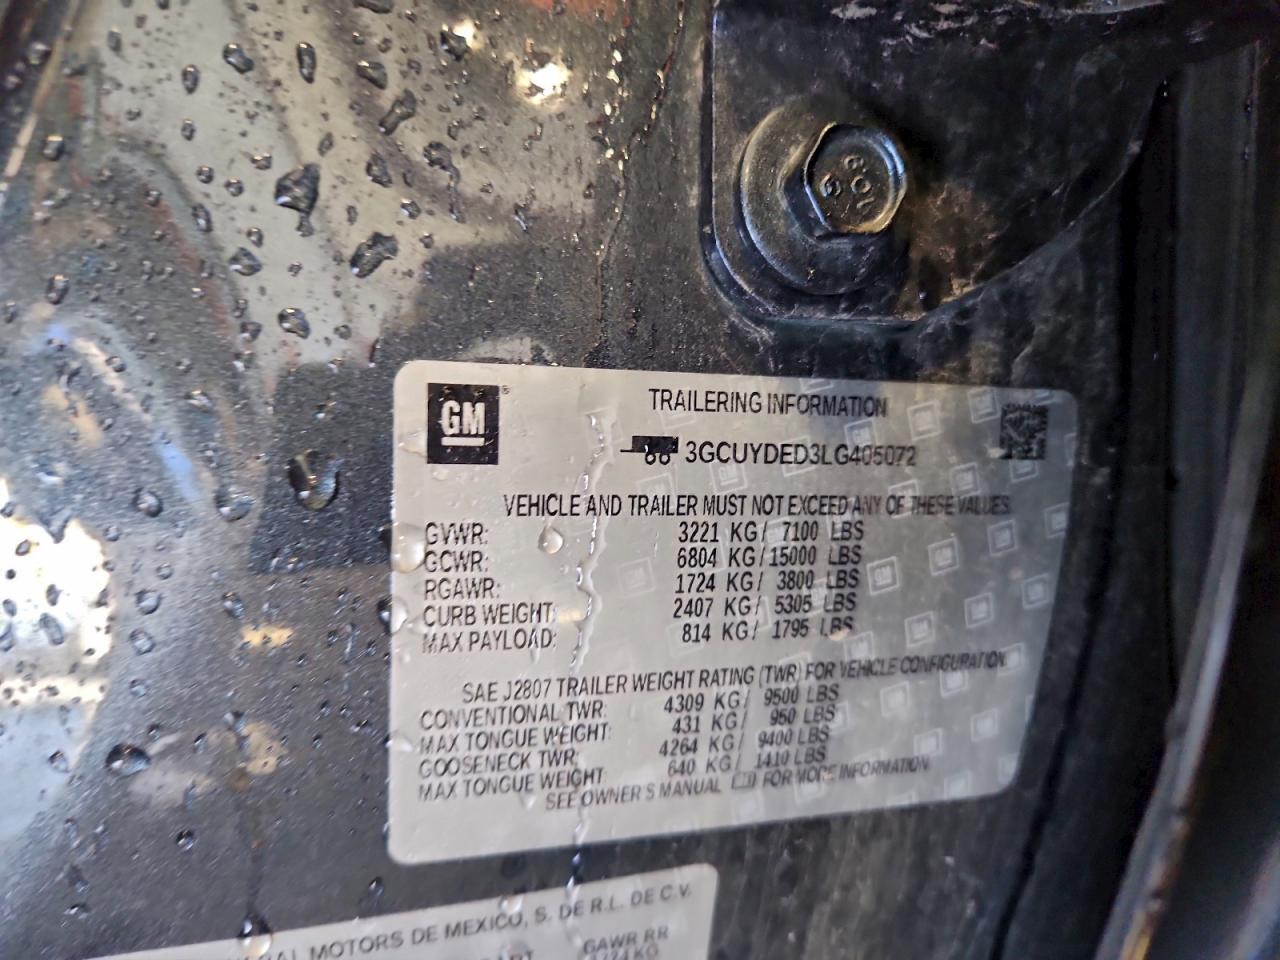 GM
TRAILERING INFORMATION
3GCUYDED3LG405072
VEHICLE AND TRAILER MUST NOT EXCEED ANY OF THESE VALUES
GVWR: 3221 KG/ 7100 LBS
GCWR: 6804 KG/15000 LBS
RGAWR: 1724 KG/ 3800 LBS
CURB WEIGHT: 2407 KG/ 5305 LBS
MAX PAYLOAD: 814 KG/ 1795 LBS
SAE J2807 TRAILER WEIGHT RATING (TWR) FOR VEHICLE CONFIGURATION
CONVENTIONAL TWR: 4309 KG/ 9500 LBS
MAX TONGUE WEIGHT: 431 KG/ 950 LBS
GOOSENECK TWR: 4264 KG/ 9400 LBS
MAX TONGUE WEIGHT: 640 KG/ 1410 LBS
SEE OWNER'S MANUAL FOR MORE INFORMATION
MOTORS DE MEXICO, S. DE R.L. DE C.V.
GAWR RR